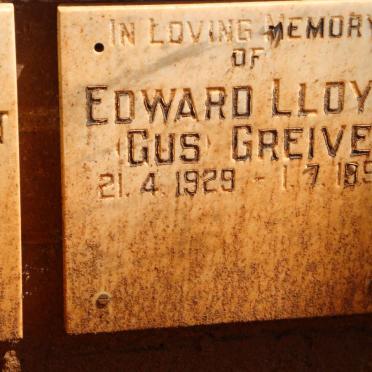 IN LOVING MEMORY
OF
EDWARD LLOY
(GUS) GREIVE
21.4.1929 - 1.7.19